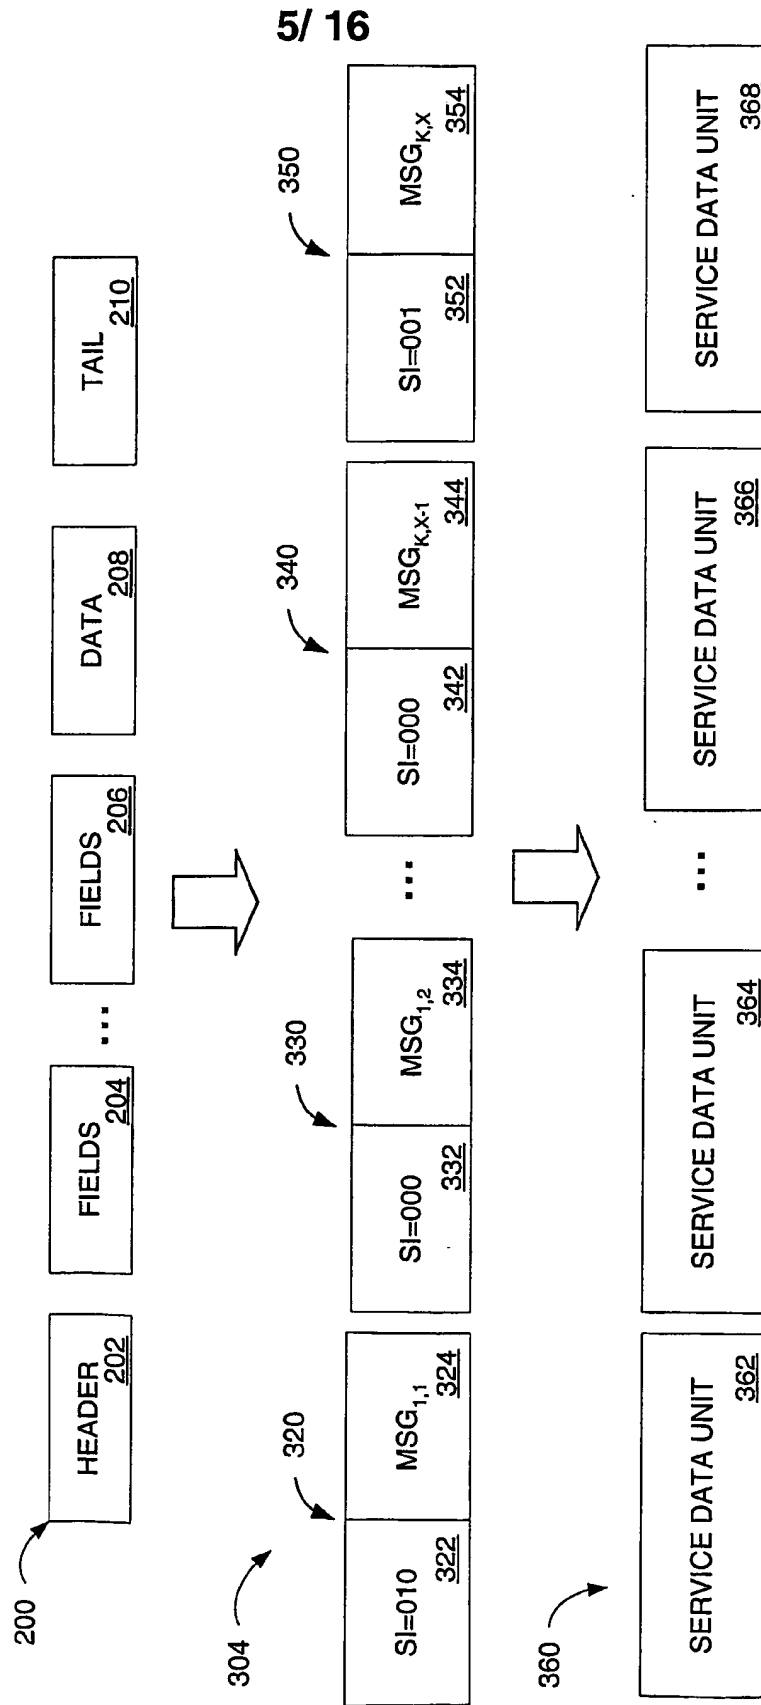 5/ 16
200
HEADER
202
FIELDS
204
...
FIELDS
206
DATA
208
TAIL
210
304
320
SI=010
322
MSG1,1
324
330
SI=000
332
MSG1,2
334
...
340
SI=000
342
MSGK,X-1
344
350
SI=001
352
MSGK,X
354
360
SERVICE DATA UNIT
362
SERVICE DATA UNIT
364
...
SERVICE DATA UNIT
366
SERVICE DATA UNIT
368